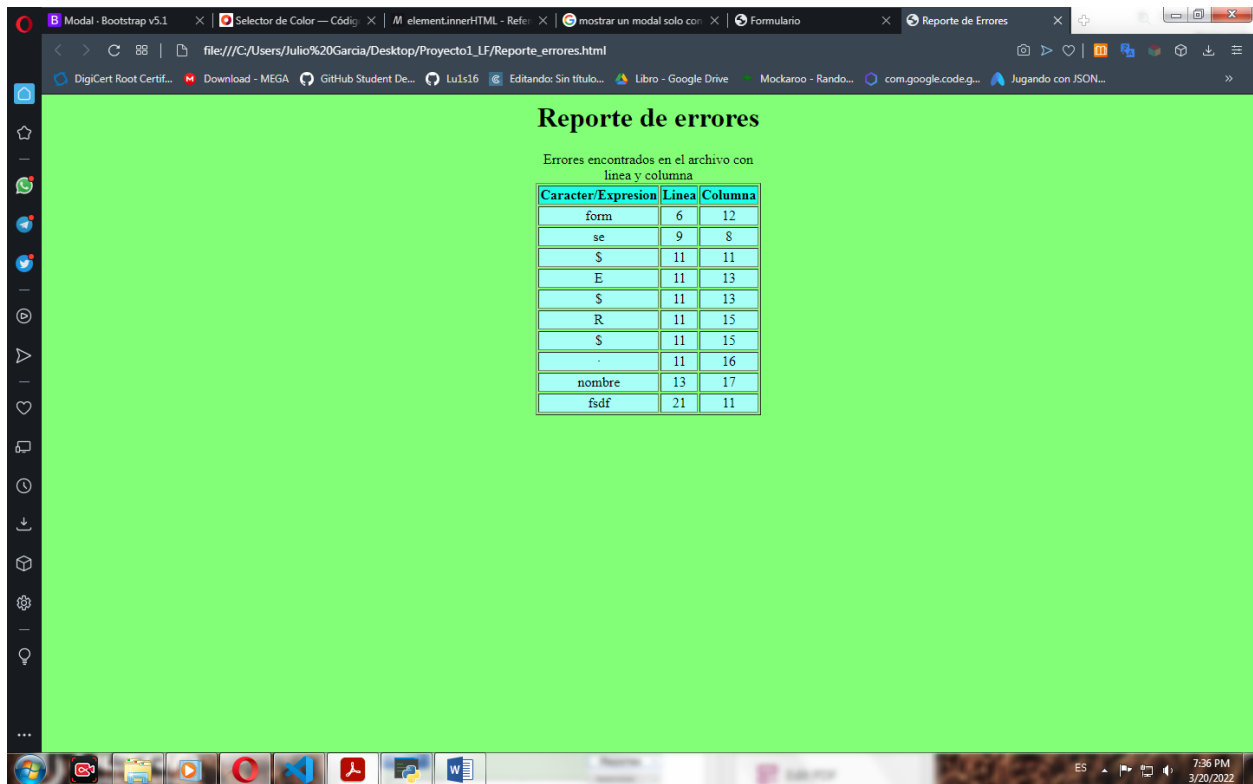 Modal · Bootstrap v5.1
Selector de Color — Códig
element.innerHTML - Refer
mostrar un modal solo con
Formulario
Reporte de Errores
file:///C:/Users/Julio%20Garcia/Desktop/Proyecto1_LF/Reporte_errores.html
DigiCert Root Certif... Download - MEGA GitHub Student De... Lu1s16 Editando: Sin título... Libro - Google Drive Mockaroo - Rando... com.google.code.g... Jugando con JSON... »
Reporte de errores
Errores encontrados en el archivo con
linea y columna
Caracter/Expresion Linea Columna
form 6 12
se 9 8
$ 11 11
E 11 13
$ 11 13
R 11 15
$ 11 15
· 11 16
nombre 13 17
fsdf 21 11
ES
7:36 PM
3/20/2022